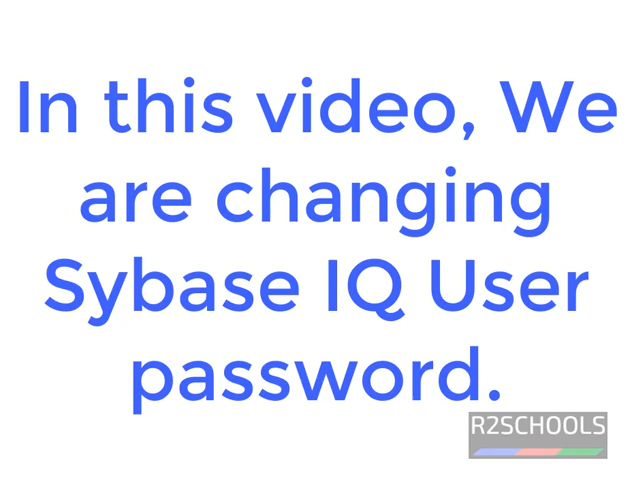 In this video, We
are changing
Sybase IQ User
password.
R2SCHOOLS